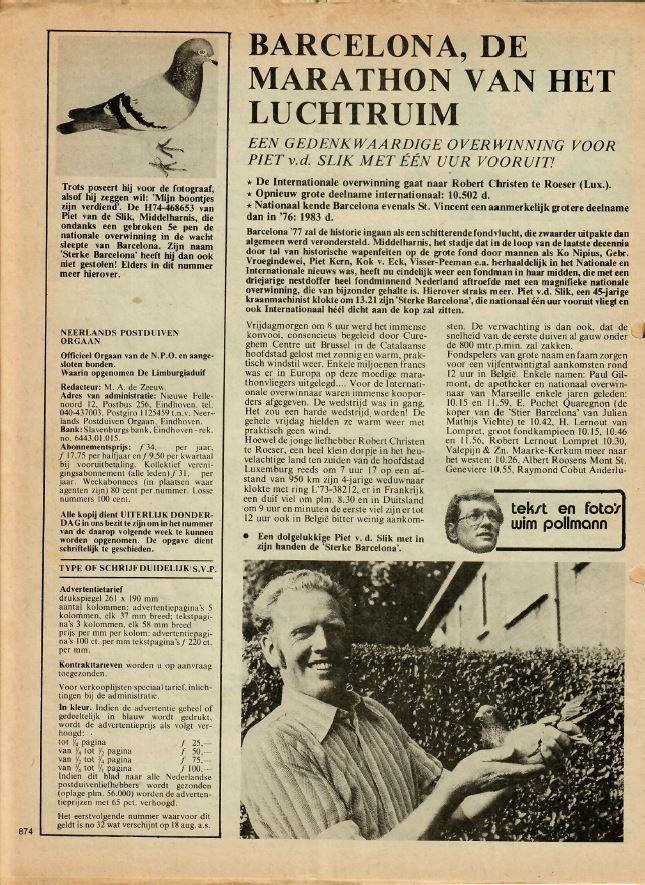 BARCELONA, DE
MARATHON VAN HET
LUCHTRUIM
EEN GEDENKWAARDIGE OVERWINNING VOOR
PIET v.d. SLIK MET ÉÉN UUR VOORUIT!
★ De Internationale overwinning gaat naar Robert Christen te Roeser (Lux.).
★ Opnieuw grote deelname internationaal: 10.502 d.
★ Nationaal kende Barcelona evenals St. Vincent een aanmerkelijk grotere deelname
dan in '76: 1983 d.
Barcelona '77 zal de historie ingaan als een schitterende fondvlucht, die zwaarder uitpakte dan
algemeen werd verondersteld. Middelharnis, het stadje dat in de loop van de laatste decennia
door tal van historische wapenfeiten op de grote fond door mannen als Ko Nipius, Gebr.
Vroegindewei, Piet Kern, Kok v. Eck, Visser-Peeman e.a. herhaaldelijk in het Nationale en
Internationale nieuws was, heeft nu eindelijk weer een fondman in haar midden, die met een
driejarige nestdoffer heel fondminnend Nederland aftroefde met een magnifieke nationale
overwinning, die van bijzonder gehalte is. Hierover straks meer. Piet v.d. Slik, een 45-jarige
kraanmachinist klokte om 13.21 zijn 'Sterke Barcelona', die nationaal één uur vooruit vliegt en
ook Internationaal héél dicht aan de kop zal zitten.
Vrijdagmorgen om 8 uur werd het immense
konvooi, consciëncieus begeleid door Cure-
ghem Centre uit Brussel in de Catalaanse
hoofdstad gelost met zonnig en warm, prak-
tisch windstil weer. Enkele miljoenen francs
was er in Europa op deze moedige mara-
thonvliegers uitgelegd.... Voor de Interna-
tionale overwinnaar waren immense kooppor-
ders afgegeven. De wedstrijd was in gang.
Het zou een harde wedstrijd worden! De
gehele vrijdag hielden ze warm weer met
praktisch geen wind.
Hoewel de jonge liefhebber Robert Christen
te Roeser, een heel klein dorpje in het heu-
velachtige land ten zuiden van de hoofdstad
Luxemburg reeds om 7 uur 17 op een af-
stand van 950 km zijn 4-jarige weduwnaar
klokte met ring L'73-38212, er in Frankrijk
een duif viel om plm. 8.30 en in Duitsland
om 9 uur en minuten de eerste viel zijn er tot
12 uur ook in België bitter weinig aankom-
sten. De verwachting is dan ook, dat de
snelheid van de eerste duiven al gauw onder
de 800 mtr.p.min. zal zakken.
Fondspelers van grote naam en faam zorgen
voor een vijfentwintigtal aankomsten rond
12 uur in België. Enkele namen: Paul Gil-
mont, de apotheker en nationaal overwin-
naar van Marseille enkele jaren geleden:
10.15 en 11.59, E. Pochet Quaregnon (de
koper van de 'Stier Barcelona' van Julien
Mathijs Vichte) te 10.42, H. Lernout van
Lompret, groot fondkampioen 10.15, 10.46
en 11.56, Robert Lernout Lompret 10.30,
Valepijn & Zn. Maarke-Kerkum meer naar
het westen: 10.26, Albert Roosens Mont St.
Geneviere 10.55, Raymond Cobut Anderlu-
tekst en foto's
wim pollmann
● Een dolgelukkige Piet v.d. Slik met in
zijn handen de 'Sterke Barcelona'.
Trots poseert hij voor de fotograaf,
alsof hij zeggen wil: 'Mijn boontjes
zijn verdiend'. De H74-468653 van
Piet van de Slik, Middelharnis, die
ondanks een gebroken 5e pen de
nationale overwinning in de wacht
sleepte van Barcelona. Zijn naam
'Sterke Barcelona' heeft hij dan ook
niet gestolen! Elders in dit nummer
meer hierover.
NEERLANDS POSTDUIVEN
ORGAAN
Officieel Orgaan van de N.P.O. en aange-
sloten bonden.
Waarin opgenomen De Limburgiaduif
Redacteur: M. A. de Zeeuw.
Adres van administratie: Nieuwe Felle-
noord 12, Postbus 256, Eindhoven, tel.
040-437003. Postgiro 1125459 t.n.v. Neer-
lands Postduiven Orgaan, Eindhoven.
Bank: Slavenburgs bank, Eindhoven - rek.
no. 6443.01.015.
Abonnementsprijs: ƒ 34,— per jaar,
ƒ 17.75 per halfjaar en ƒ 9.50 per kwartaal
bij vooruitbetaling. Kollektief vereni-
gingsabonnement (alle leden) ƒ 31,— per
jaar. Weekabonnees (in plaatsen waar
agenten zijn) 80 cent per nummer. Losse
nummers 100 cent.
Alle kopij dient UITERLIJK DONDER-
DAG in ons bezit te zijn om in het nummer
van de daarop volgende week te kunnen
worden opgenomen. De opgave dient
schriftelijk te geschieden.
TYPE OF SCHRIJF DUIDELIJK S.V.P.
Advertentietarief
drukspiegel 261 x 190 mm
aantal kolommen: advertentiepagina's 5
kolommen, elk 37 mm breed; tekstpagi-
na's 3 kolommen, elk 58 mm breed
prijs per mm per kolom: advertentiepagi-
na's 100 ct. per mm tekstpagina's ƒ 220 ct.
per mm.
Kontrakttarieven worden u op aanvraag
toegezonden.
Voor verkooplijsten speciaal tarief, inlich-
tingen bij de administratie.
In kleur. Indien de advertentie geheel of
gedeeltelijk in blauw wordt gedrukt,
wordt de advertentieprijs als volgt ver-
hoogd:
tot ¼ pagina ƒ 25,—
van ¼ tot ½ pagina ƒ 50,—
van ½ tot ¾ pagina ƒ 75,—
van ¾ tot ¹⁄₁ pagina ƒ 100,—
Indien dit blad naar alle Nederlandse
postduivenliefhebbers wordt gezonden
(oplage plm. 56.000) worden de adverten-
tieprijzen met 65 pct. verhoogd.
Het eerstvolgende nummer waarvoor dit
geldt is no 32 wat verschijnt op 18 aug. a.s.
874